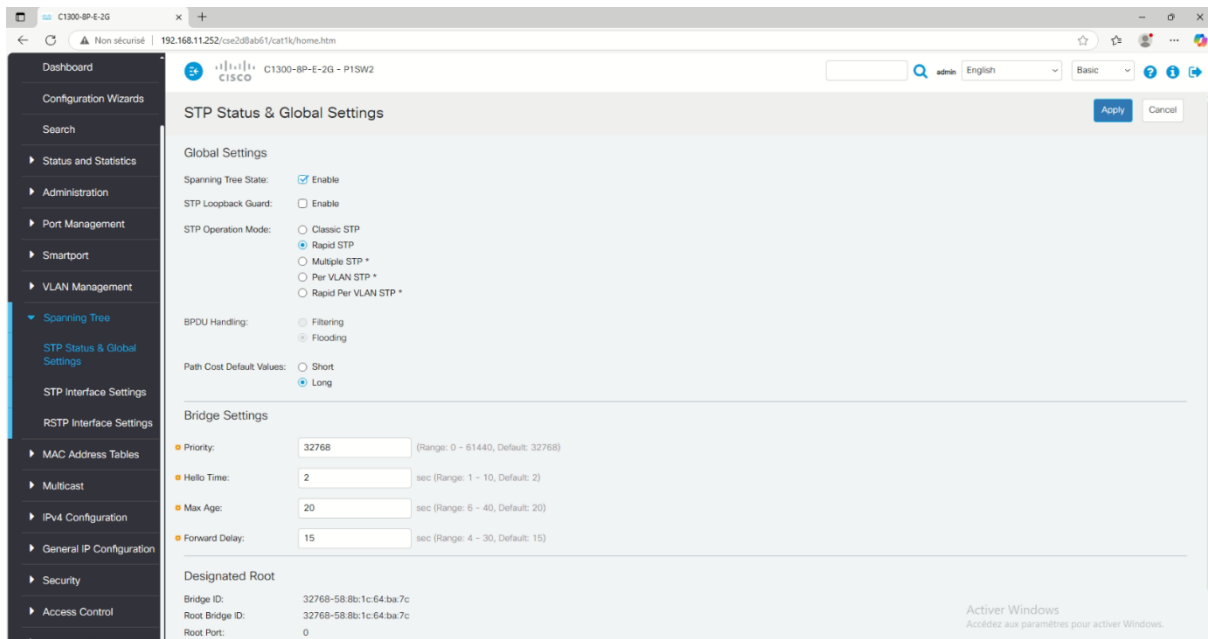 C1300-8P-E-2G
Non sécurisé | 192.168.11.252/cse2d8ab61/cat1k/home.htm
Dashboard
Configuration Wizards
Search
Status and Statistics
Administration
Port Management
Smartport
VLAN Management
Spanning Tree
STP Status & Global
Settings
STP Interface Settings
RSTP Interface Settings
MAC Address Tables
Multicast
IPv4 Configuration
General IP Configuration
Security
Access Control
CISCO C1300-8P-E-2G - P1SW2 admin English Basic
STP Status & Global Settings Apply Cancel
Global Settings
Spanning Tree State: Enable
STP Loopback Guard: Enable
STP Operation Mode: Classic STP
Rapid STP
Multiple STP *
Per VLAN STP *
Rapid Per VLAN STP *
BPDU Handling: Filtering
Flooding
Path Cost Default Values: Short
Long
Bridge Settings
Priority: 32768 (Range: 0 - 61440, Default: 32768)
Hello Time: 2 sec (Range: 1 - 10, Default: 2)
Max Age: 20 sec (Range: 6 - 40, Default: 20)
Forward Delay: 15 sec (Range: 4 - 30, Default: 15)
Designated Root
Bridge ID: 32768-58:8b:1c:64:ba:7c
Root Bridge ID: 32768-58:8b:1c:64:ba:7c
Root Port: 0
Activer Windows
Accédez aux paramètres pour activer Windows.